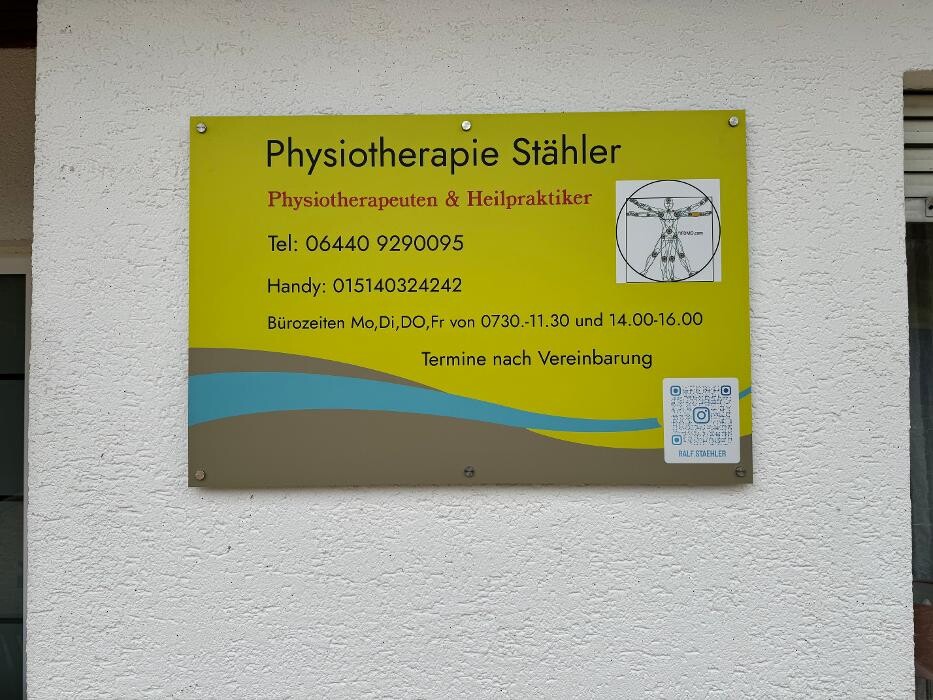 Physiotherapie Stähler
Physiotherapeuten & Heilpraktiker
Tel: 06440 9290095
Handy: 015140324242
Bürozeiten Mo,Di,DO,Fr von 0730.-11.30 und 14.00-16.00
Termine nach Vereinbarung
RALF.STAEHLER